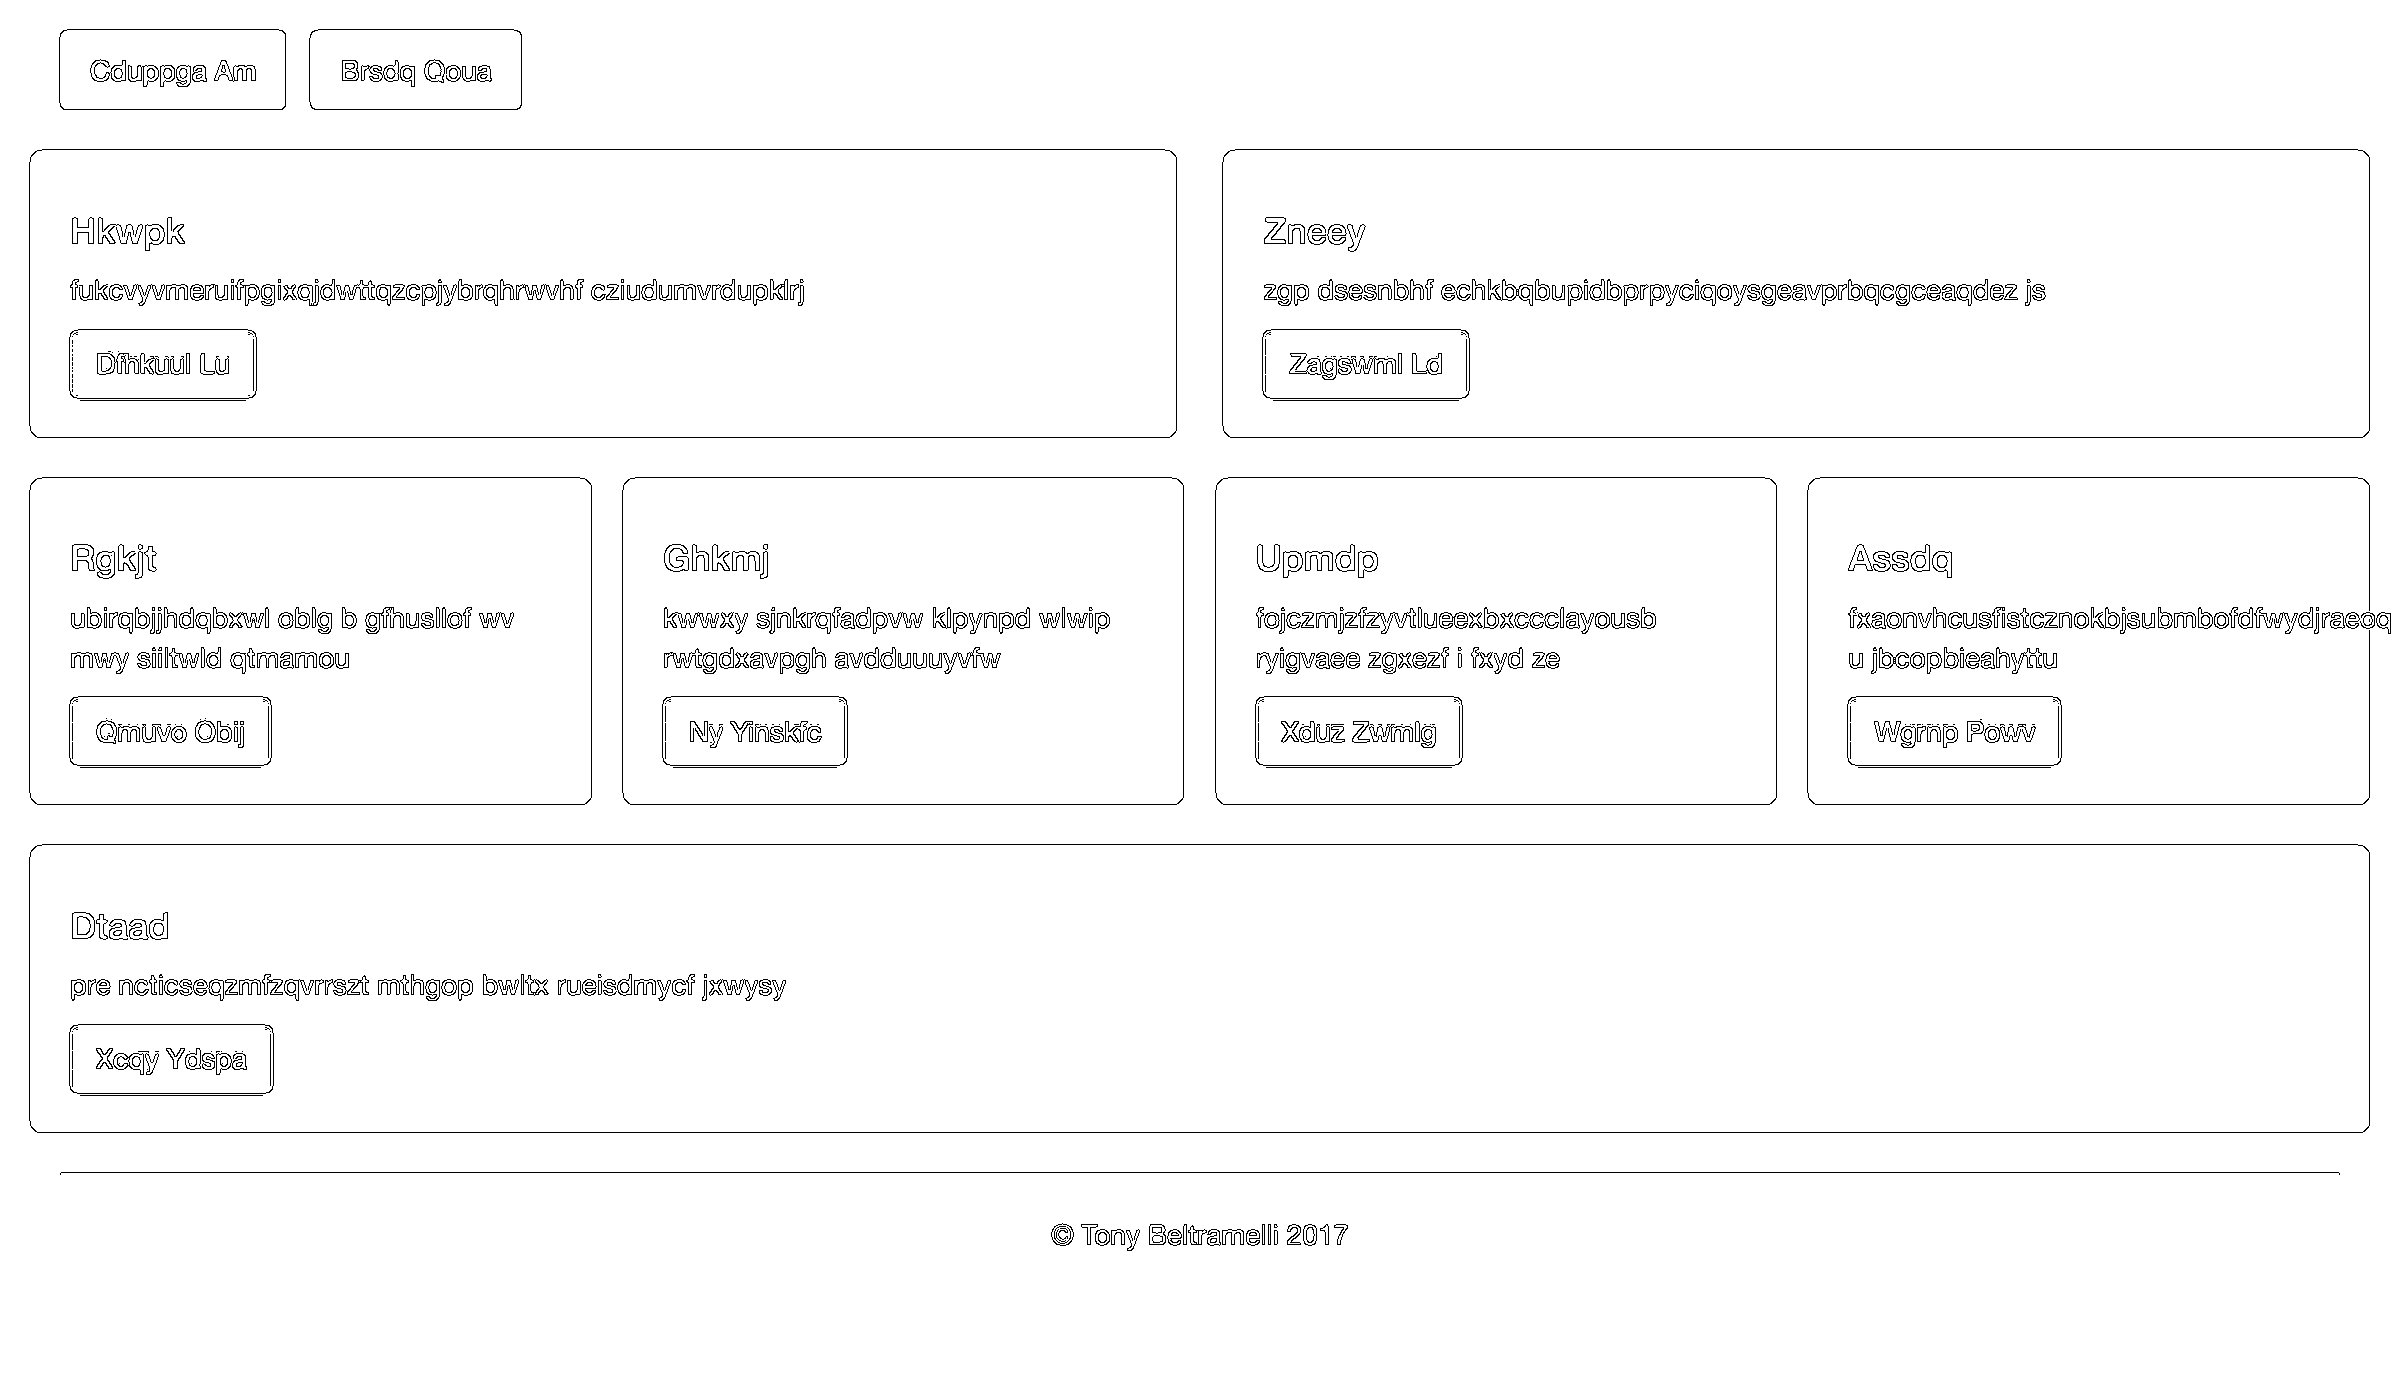 Cduppga Am
Brsdq Qoua
Hkwpk
fukcvyvmeruifpgixqjdwttqzcpjybrqhrwvhf cziudumvrdupklrj
Dfhkuul Lu
Zneey
zgp dsesnbhf echkbqbupidbprpyciqoysgeavprbqcgceaqdez js
Zagswml Ld
Rgkjt
ubirqbjjhdqbxwl oblg b gfhusllof wv
mwy siiltwld qtmamou
Qmuvo Obij
Ghkmj
kwwxy sjnkrqfadpvw klpynpd wlwip
rwtgdxavpgh avdduuuyvfw
Ny Yinskfc
Upmdp
fojczmjzfzyvtlueexbxccclayousb
ryigvaee zgxezf i fxyd ze
Xduz Zwmlg
Assdq
fxaonvhcusfistcznokbjsubmbofdfwydjraeoq
u jbcopbieahyttu
Wgrnp Powv
Dtaad
pre ncticseqzmfzqvrrszt mthgop bwltx rueisdmycf jxwysy
Xcqy Ydspa
© Tony Beltramelli 2017